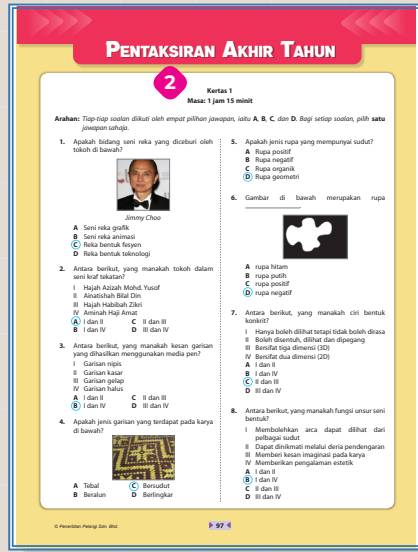 PENTAKSIRAN AKHIR TAHUN
2
Kertas 1
Masa: 1 jam 15 minit
Arahan: Tiap-tiap soalan diikuti oleh empat pilihan jawapan, iaitu A, B, C, dan D. Bagi setiap soalan, pilih satu
jawapan sahaja.
1. Apakah bidang seni reka yang diceburi oleh
tokoh di bawah?
Jimmy Choo
A Seni reka grafik
B Seni reka animasi
C Reka bentuk fesyen
D Reka bentuk teknologi
2. Antara berikut, yang manakah tokoh dalam
seni kraf tekatan?
I Hajah Azizah Mohd. Yusof
II Ainatishah Bilal Din
III Hajah Habibah Zikri
IV Aminah Haji Amat
A I dan II C II dan III
B I dan IV D III dan IV
3. Antara berikut, yang manakah kesan garisan
yang dihasilkan menggunakan media pen?
I Garisan nipis
II Garisan kasar
III Garisan gelap
IV Garisan halus
A I dan II C II dan III
B I dan IV D III dan IV
4. Apakah jenis garisan yang terdapat pada karya
di bawah?
A Tebal C Bersudut
B Beralun D Berlingkar
5. Apakah jenis rupa yang mempunyai sudut?
A Rupa positif
B Rupa negatif
C Rupa organik
D Rupa geometri
6. Gambar di bawah merupakan rupa
____________.
A rupa hitam
B rupa putih
C rupa positif
D rupa negatif
7. Antara berikut, yang manakah ciri bentuk
konkrit?
I Hanya boleh dilihat tetapi tidak boleh dirasa
II Boleh disentuh, dilihat dan dipegang
III Bersifat tiga dimensi (3D)
IV Bersifat dua dimensi (2D)
A I dan II
B I dan IV
C II dan III
D III dan IV
8. Antara berikut, yang manakah fungsi unsur seni
bentuk?
I Membolehkan arca dapat dilihat dari
pelbagai sudut
II Dapat dinikmati melalui deria pendengaran
III Memberi kesan imaginasi pada karya
IV Memberikan pengalaman estetik
A I dan II
B I dan IV
C II dan III
D III dan IV
© Penerbitan Pelangi Sdn. Bhd.
97